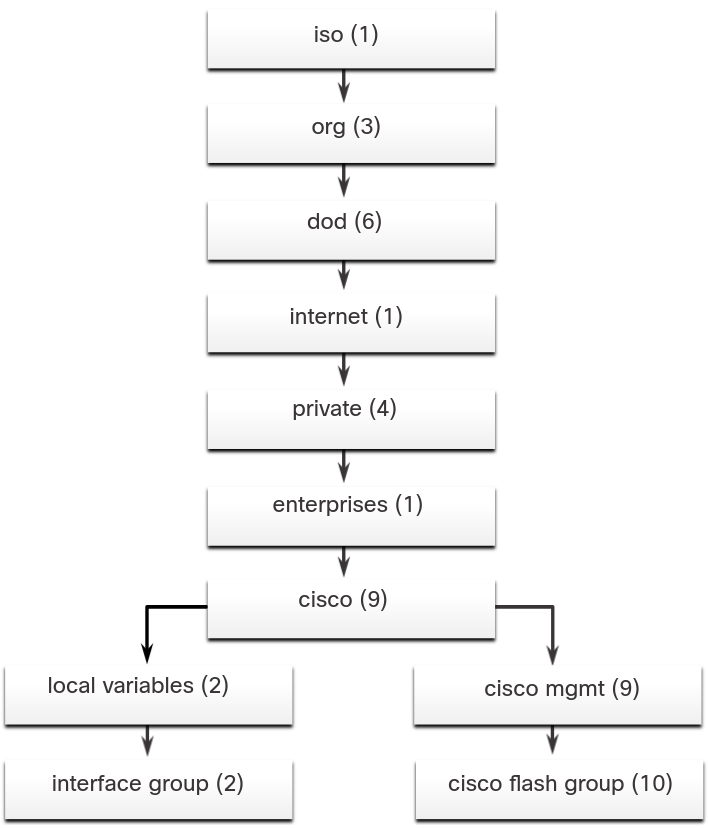 iso (1)
org (3)
dod (6)
internet (1)
private (4)
enterprises (1)
cisco (9)
local variables (2)
cisco mgmt (9)
interface group (2)
cisco flash group (10)